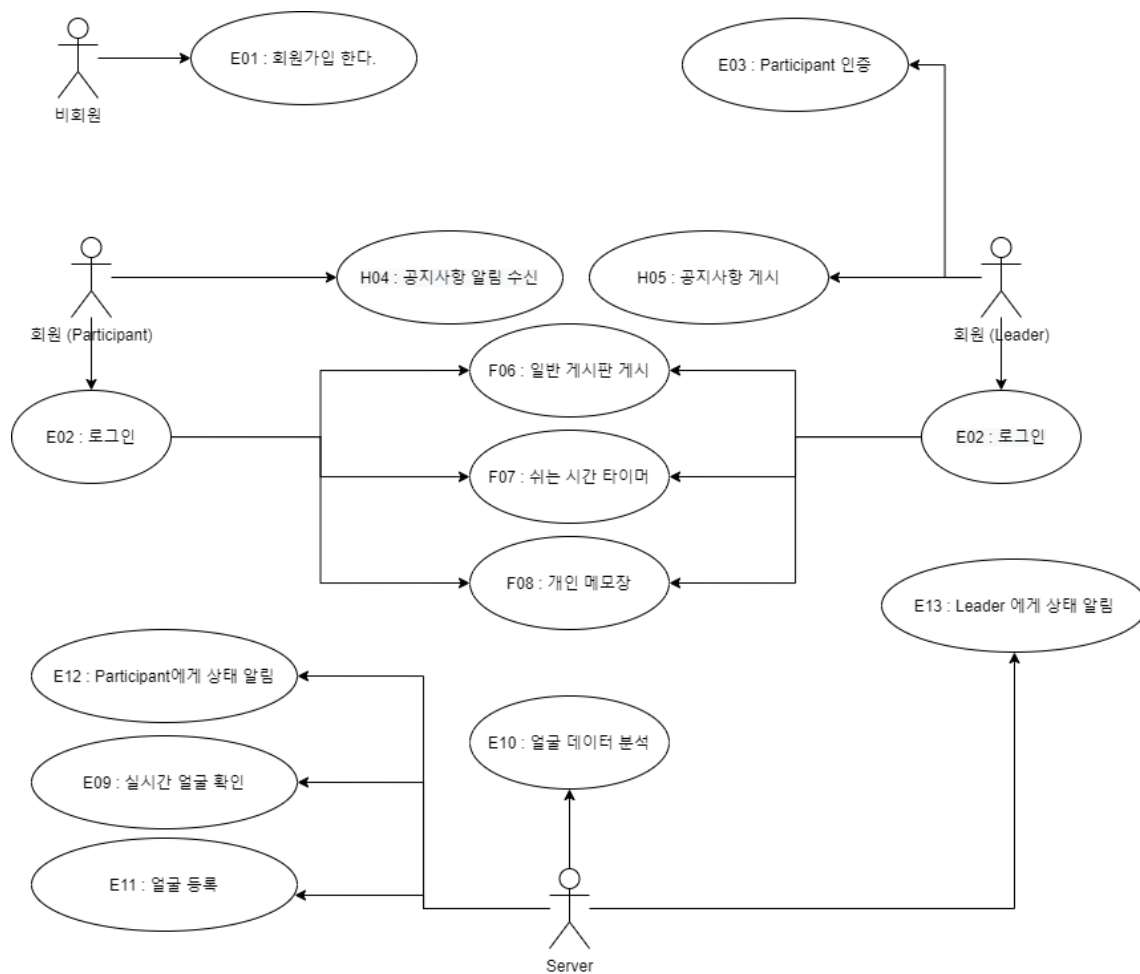 E01 : 회원가입 한다.
E03 : Participant 인증
비회원
H04 : 공지사항 알림 수신
H05 : 공지사항 게시
회원 (Participant)
회원 (Leader)
F06 : 일반 게시판 게시
E02 : 로그인
E02 : 로그인
F07 : 쉬는 시간 타이머
F08 : 개인 메모장
E13 : Leader 에게 상태 알림
E12 : Participant에게 상태 알림
E10 : 얼굴 데이터 분석
E09 : 실시간 얼굴 확인
E11 : 얼굴 등록
Server